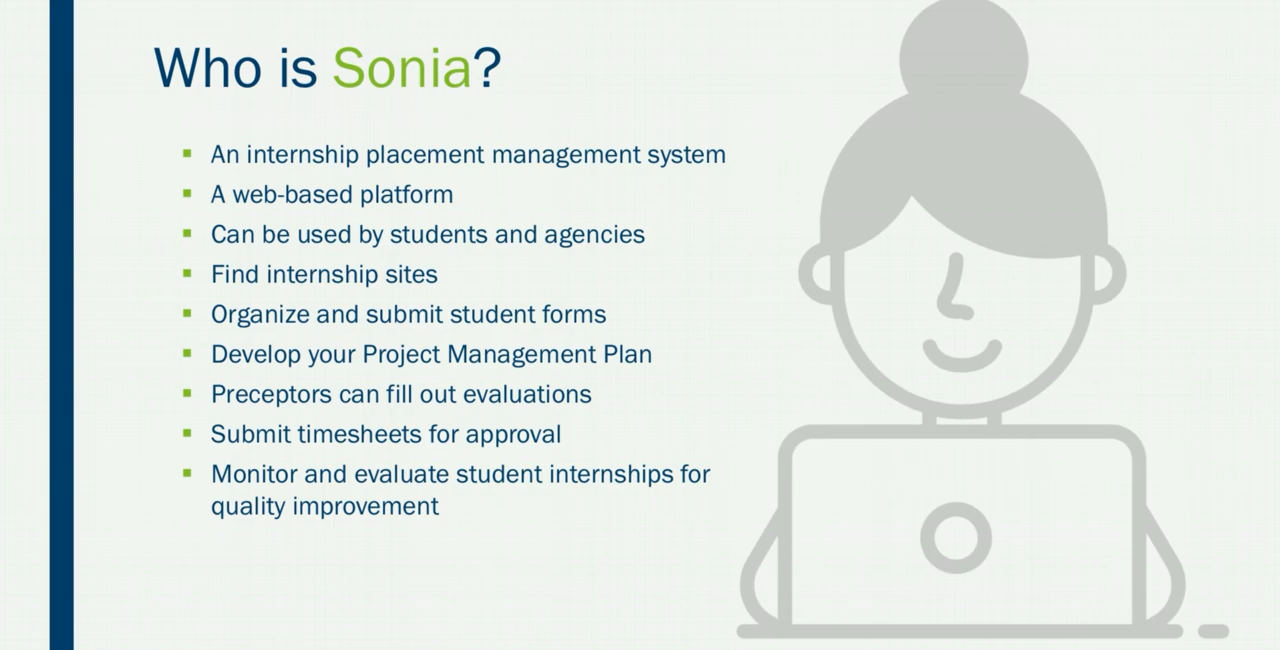 Who is Sonia?
An internship placement management system
A web-based platform
Can be used by students and agencies
Find internship sites
Organize and submit student forms
Develop your Project Management Plan
Preceptors can fill out evaluations
Submit timesheets for approval
Monitor and evaluate student internships for
quality improvement